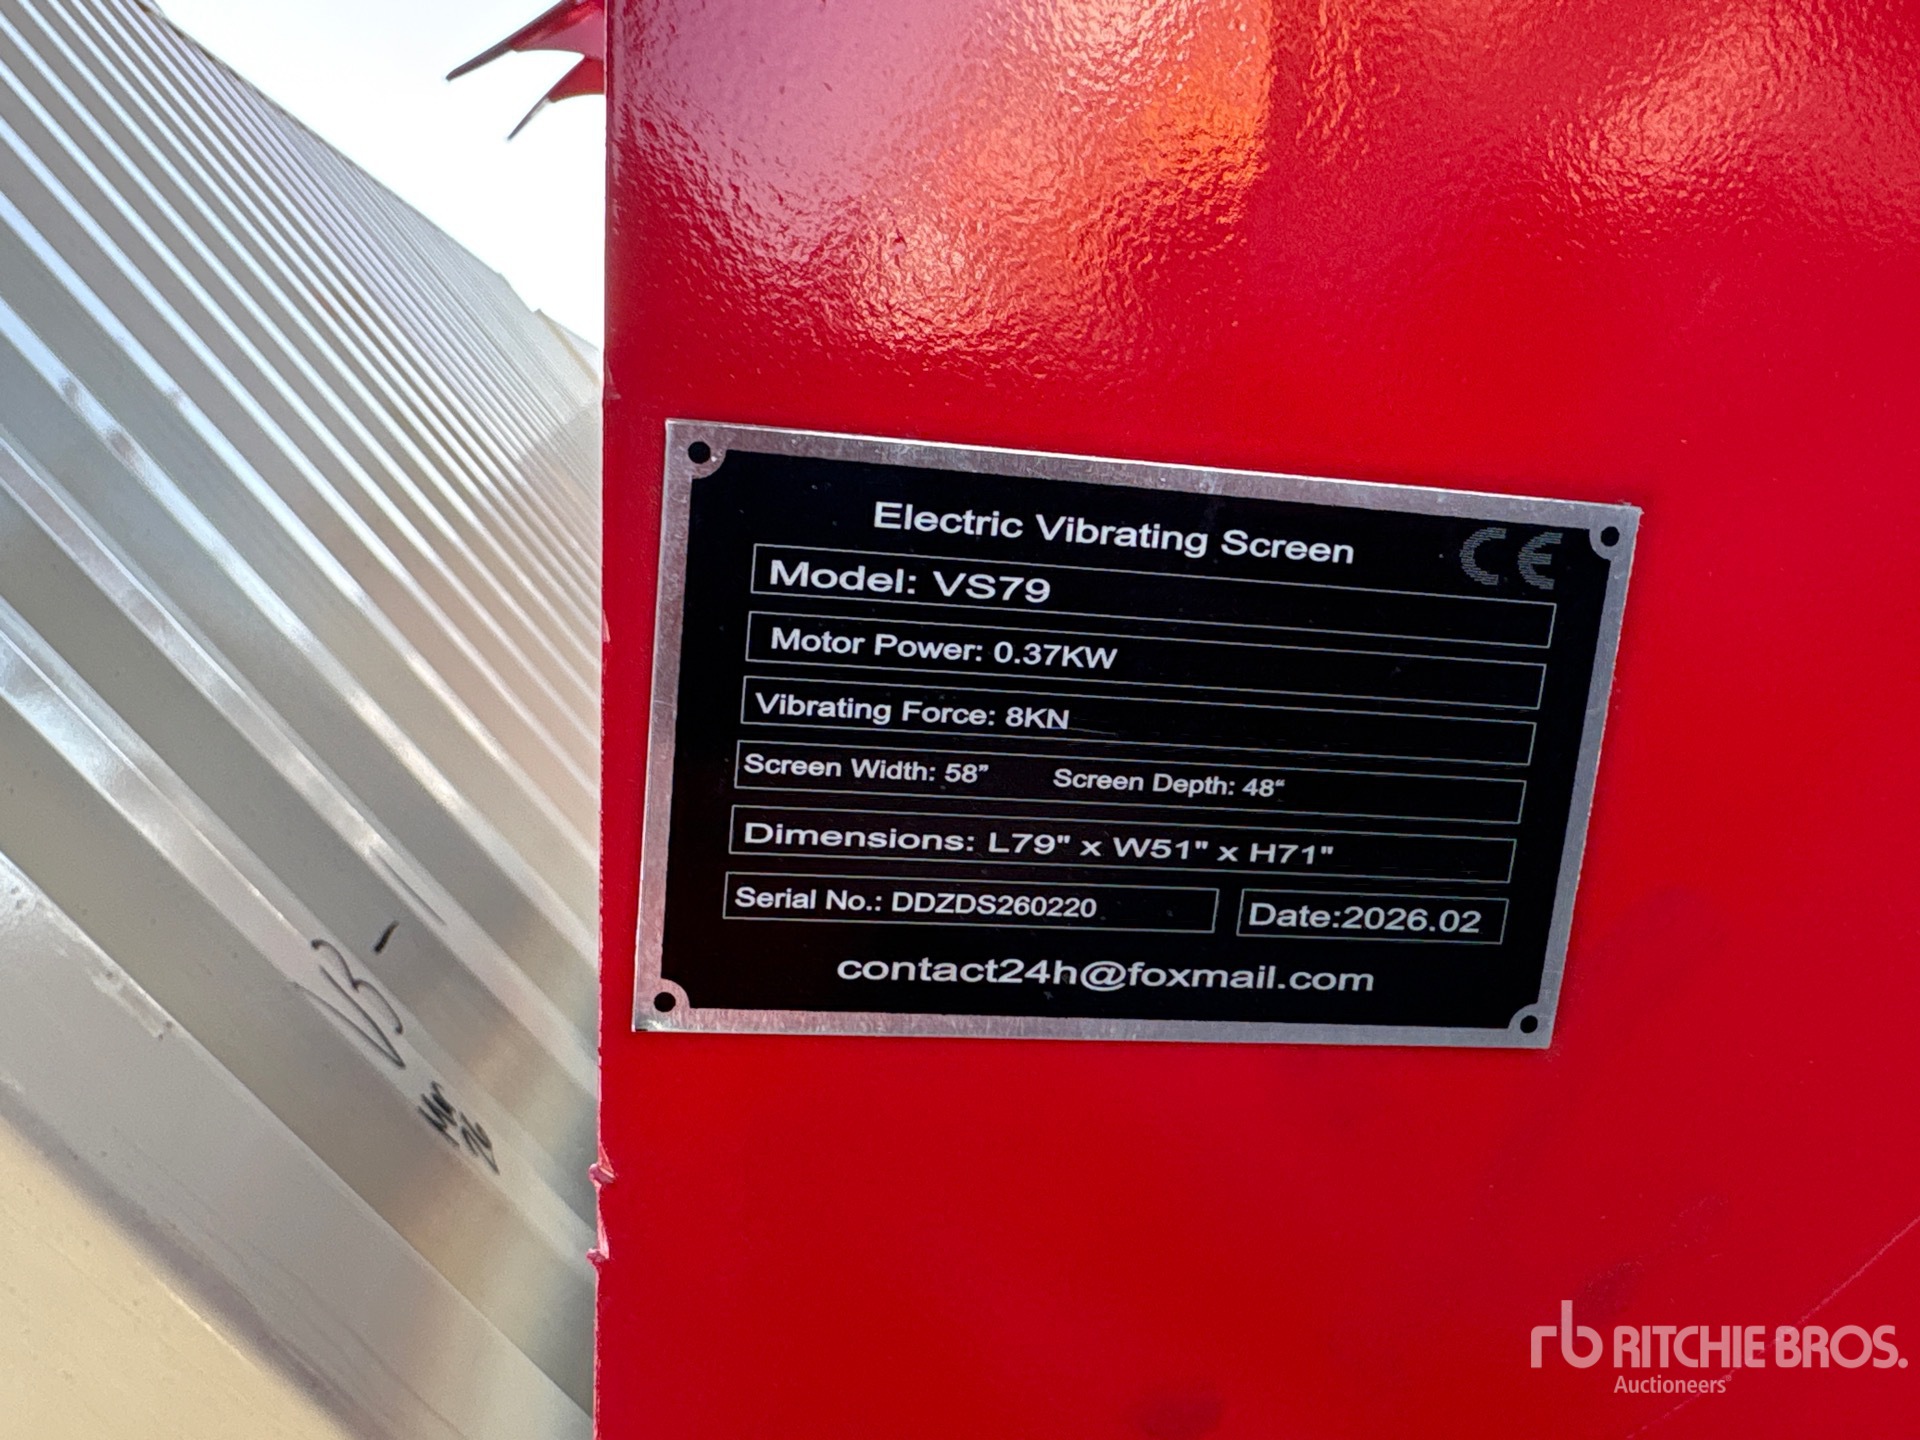 Electric Vibrating Screen CE
Model: VS79
Motor Power: 0.37KW
Vibrating Force: 8KN
Screen Width: 58” Screen Depth: 48“
Dimensions: L79" x W51" x H71"
Serial No.: DDZDS260220 Date:2026.02
contact24h@foxmail.com
rb RITCHIE BROS.
Auctioneers